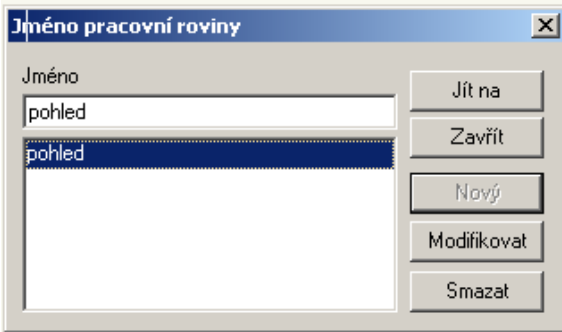 Jméno pracovní roviny
Jméno
pohled
pohled
Jít na
Zavřít
Nový
Modifikovat
Smazat